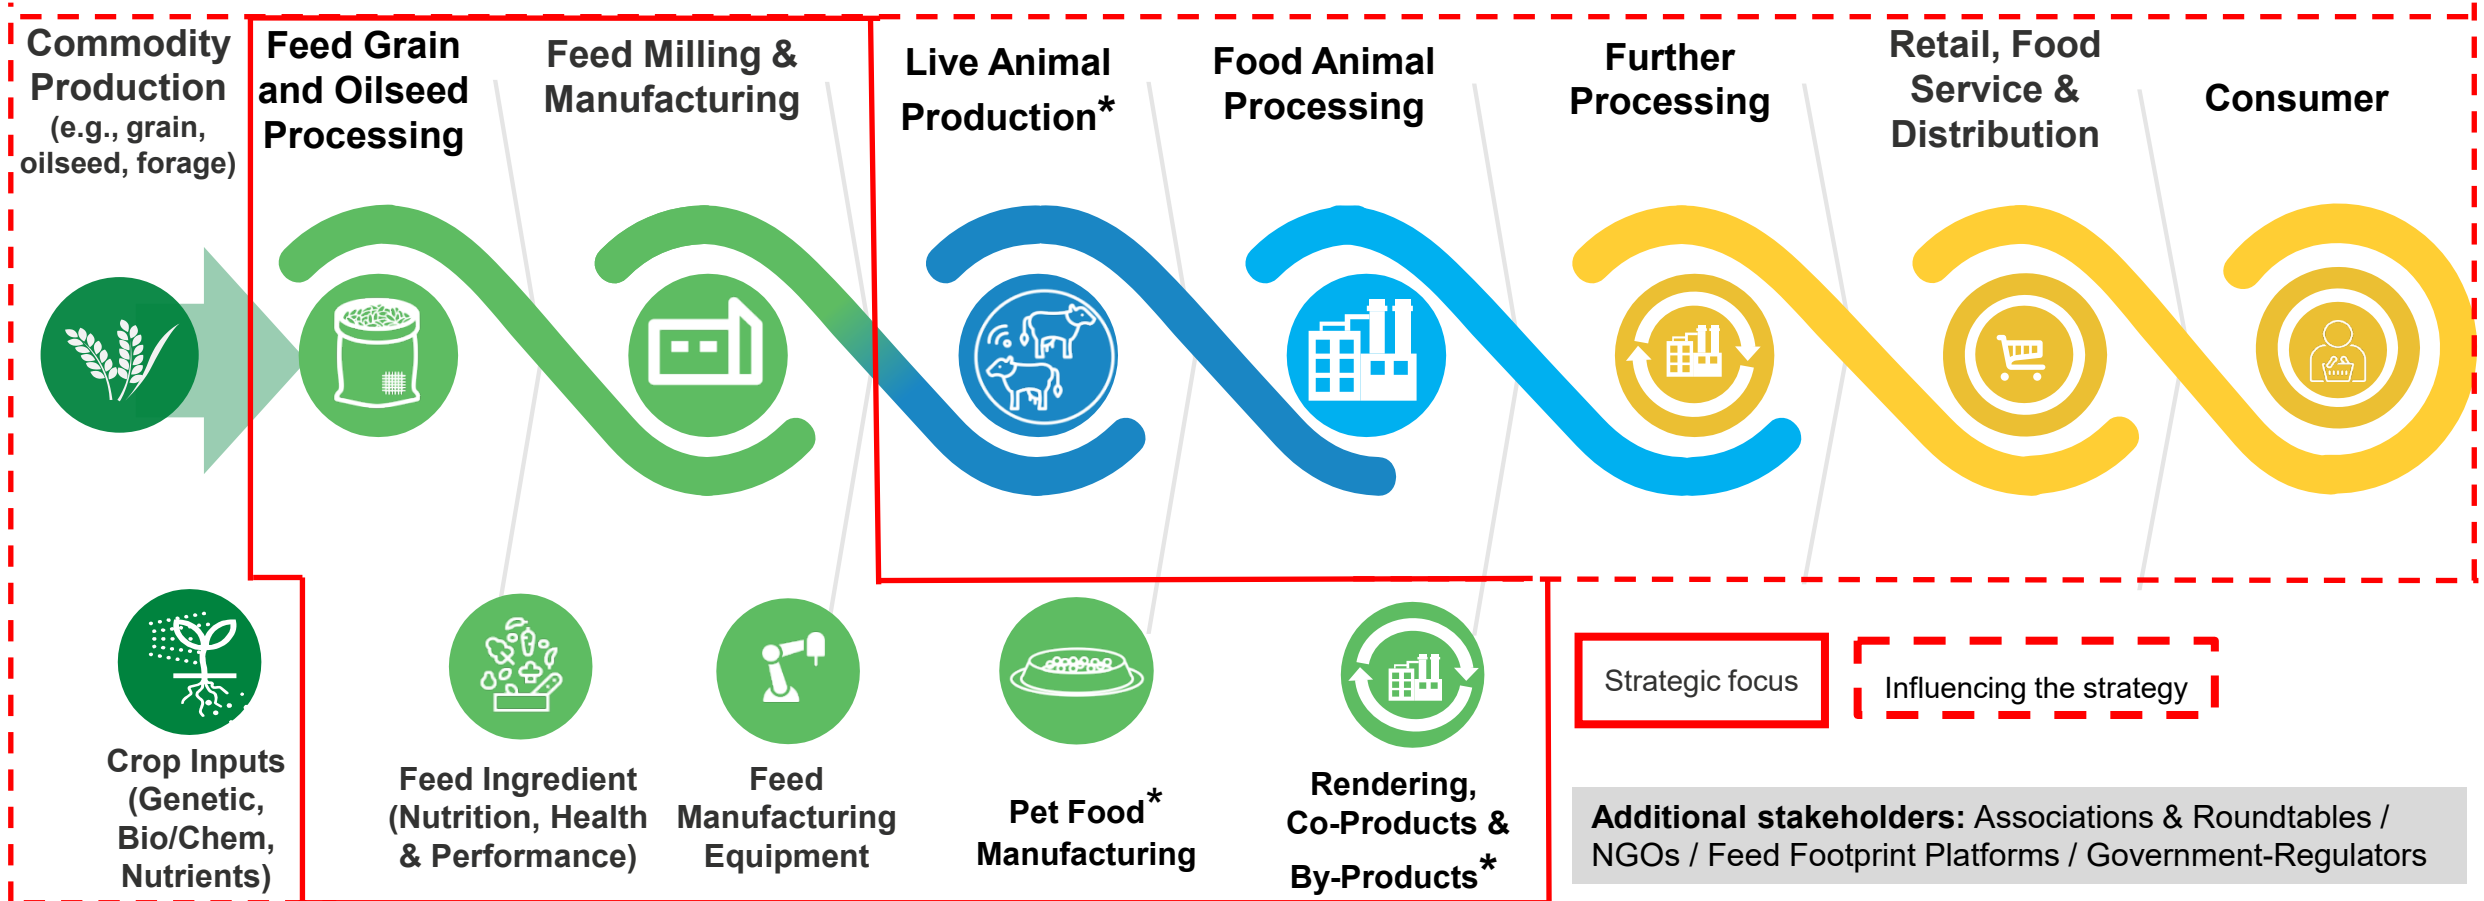 Commodity
Production
(e.g., grain,
oilseed, forage)
Feed Grain
and Oilseed
Processing
Feed Milling &
Manufacturing
Live Animal
Production*
Food Animal
Processing
Further
Processing
Retail, Food
Service &
Distribution
Consumer
Crop Inputs
(Genetic,
Bio/Chem,
Nutrients)
Feed Ingredient
(Nutrition, Health
& Performance)
Feed
Manufacturing
Equipment
Pet Food*
Manufacturing
Rendering,
Co-Products &
By-Products*
Strategic focus
Influencing the strategy
Additional stakeholders: Associations & Roundtables /
NGOs / Feed Footprint Platforms / Government-Regulators